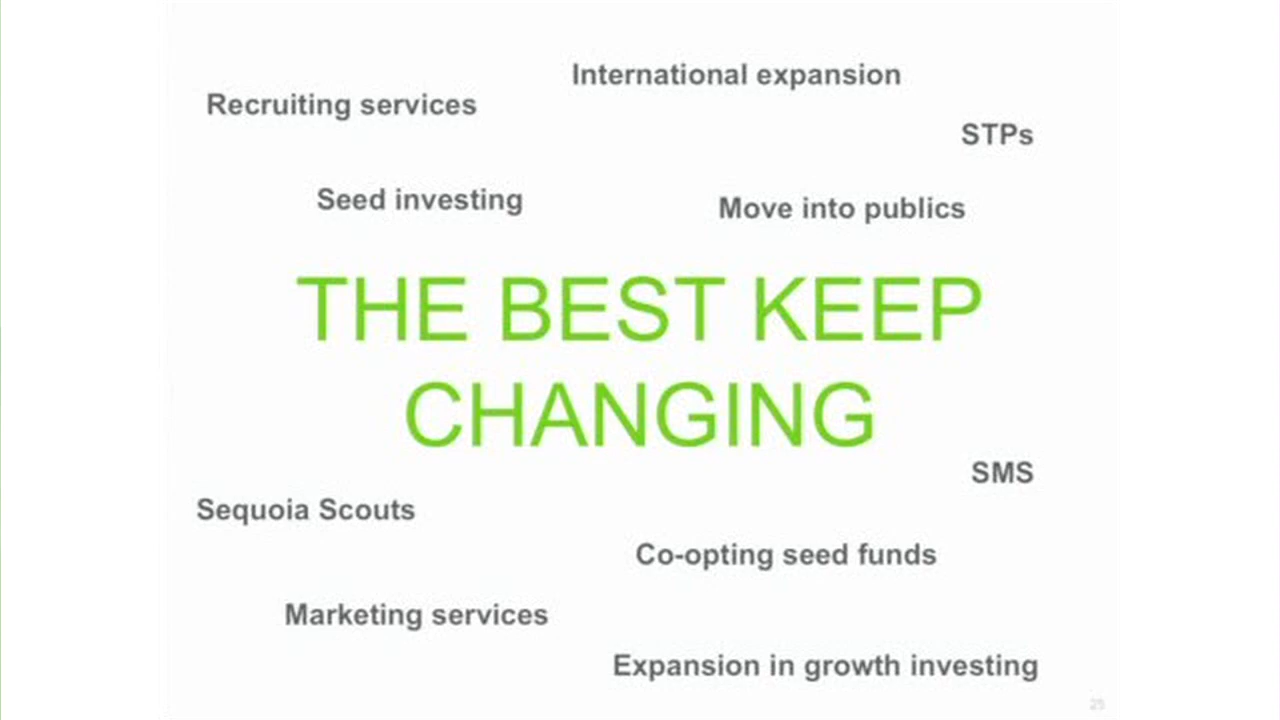 International expansion
Recruiting services
STPs
Seed investing
Move into publics
THE BEST KEEP
CHANGING
SMS
Sequoia Scouts
Co-opting seed funds
Marketing services
Expansion in growth investing
25